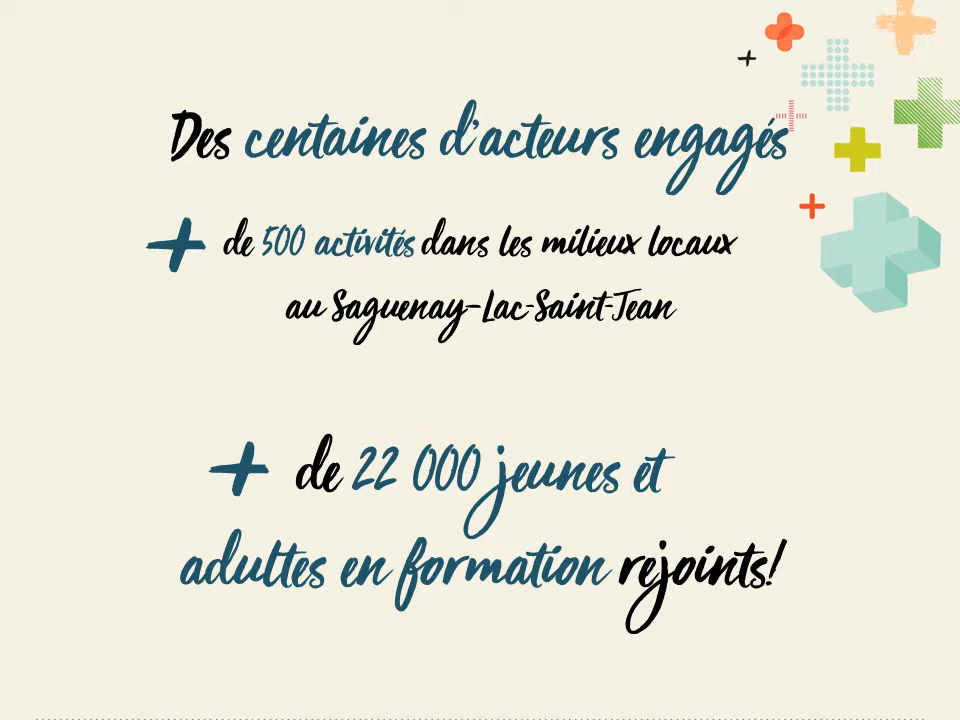 Des centaines d'acteurs engagés
+ de 500 activités dans les milieux locaux
au Saguenay–Lac-Saint-Jean
+ de 22 000 jeunes et
adultes en formation rejoints!